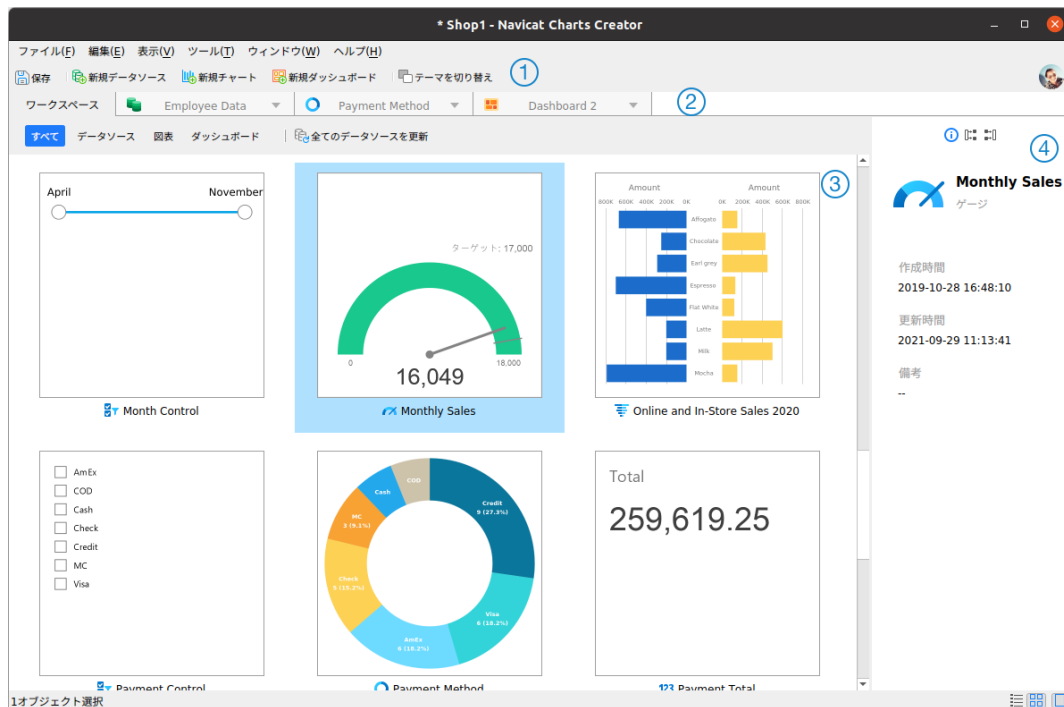 * Shop1 - Navicat Charts Creator
ファイル(F) 編集(E) 表示(V) ツール(T) ウィンドウ(W) ヘルプ(H)
保存 新規データソース 新規チャート 新規ダッシュボード テーマを切り替え 1
ワークスペース Employee Data Payment Method Dashboard 2 2
すべて データソース 図表 ダッシュボード 全てのデータソースを更新
4
3
Monthly Sales
ゲージ
作成時間
2019-10-28 16:48:10
更新時間
2021-09-29 11:13:41
備考
--
April November
Month Control
ターゲット: 17,000
0 18,000
16,049
Monthly Sales
Amount Amount
800K 600K 400K 200K 0K 0K 200K 400K 600K 800K
Affogato
Chocolate
Earl grey
Espresso
Flat White
Latte
Milk
Mocha
Online and In-Store Sales 2020
AmEx
COD
Cash
Check
Credit
MC
Visa
Payment Control
COD
Cash
Credit
9 (27.3%)
MC
3 (9.1%)
Check
5 (15.2%)
Visa
6 (18.2%)
AmEx
6 (18.2%)
Payment Method
Total
259,619.25
123 Payment Total
1オブジェクト選択